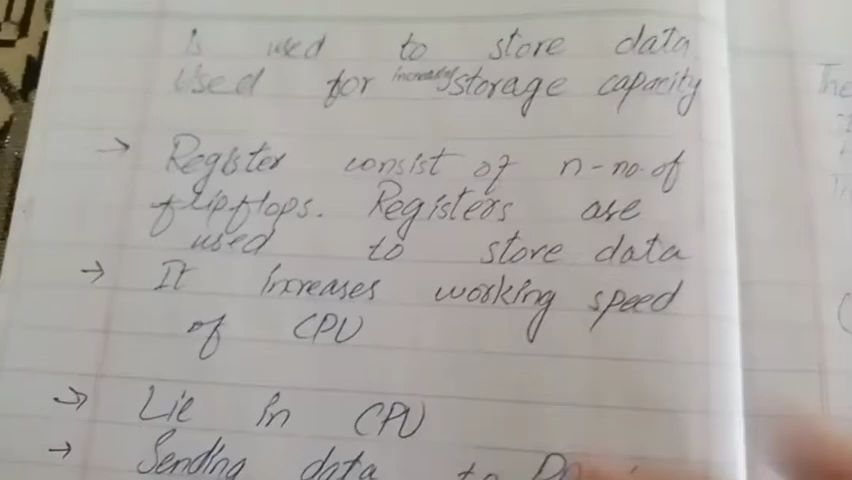 Is used to store data
Used for increasing storage capacity
→ Register consist of n-no. of
flipflops. Registers are
used to store data
→ It increases working speed
of CPU
→ Lie in CPU
→ Sending data to
The